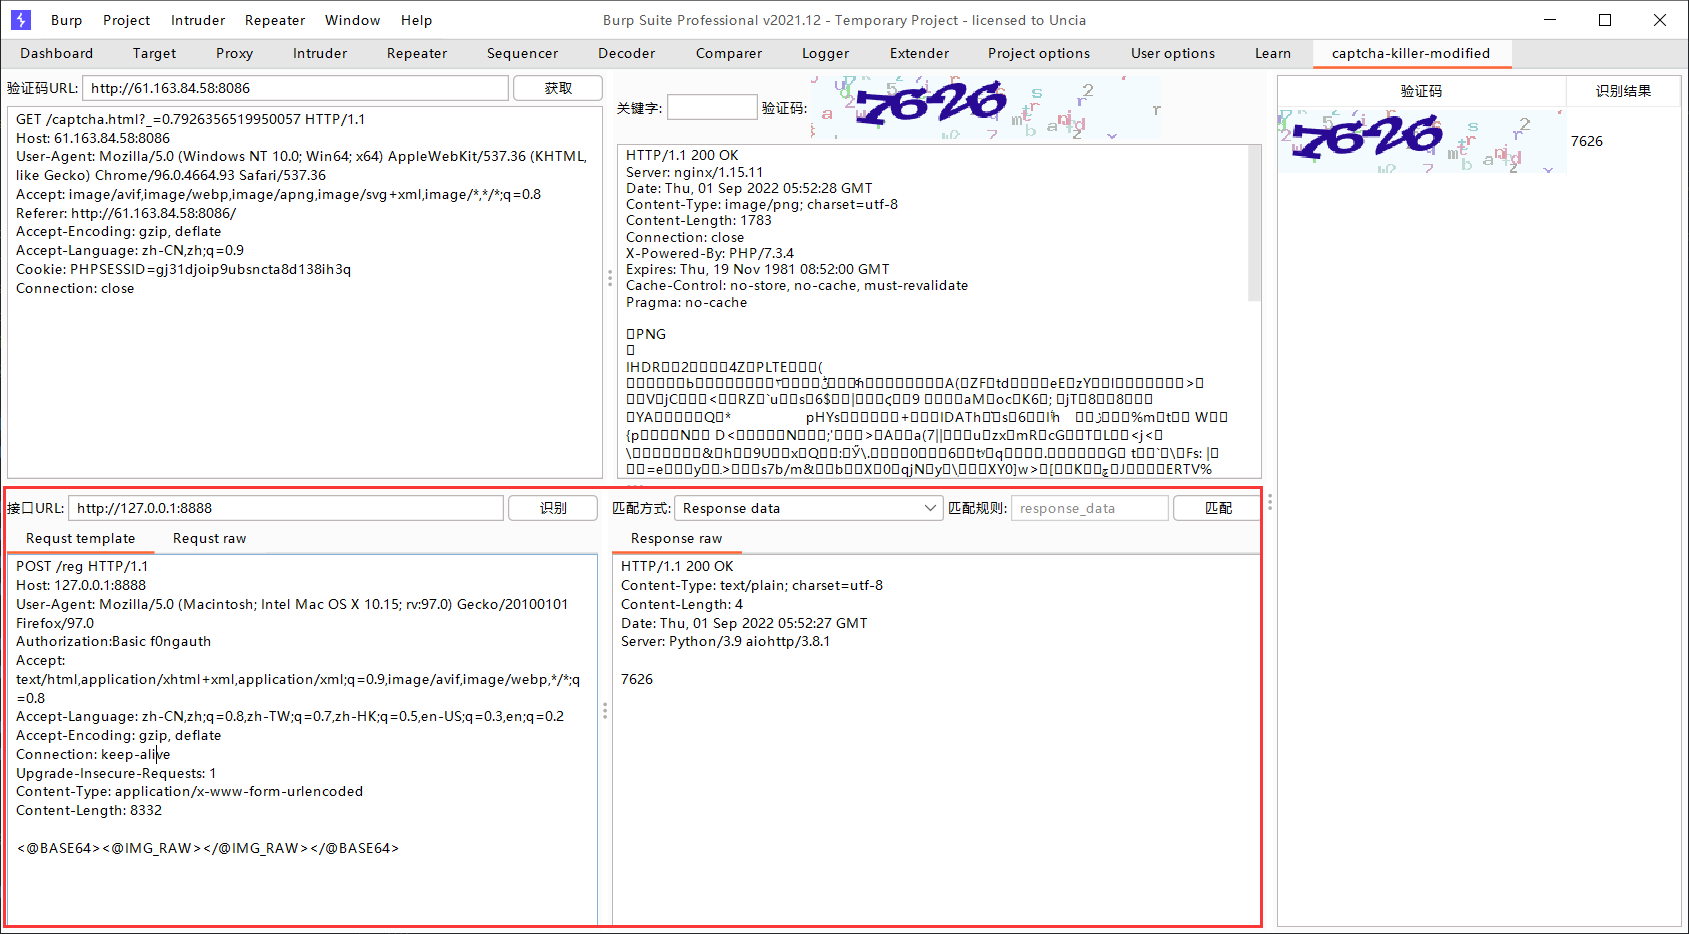 Burp Project Intruder Repeater Window Help
Burp Suite Professional v2021.12 - Temporary Project - licensed to Uncia
Dashboard Target Proxy Intruder Repeater Sequencer Decoder Comparer Logger Extender Project options User options Learn captcha-killer-modified
验证码URL: http://61.163.84.58:8086 获取
GET /captcha.html?_=0.7926356519950057 HTTP/1.1
Host: 61.163.84.58:8086
User-Agent: Mozilla/5.0 (Windows NT 10.0; Win64; x64) AppleWebKit/537.36 (KHTML,
like Gecko) Chrome/96.0.4664.93 Safari/537.36
Accept: image/avif,image/webp,image/apng,image/svg+xml,image/*,*/*;q=0.8
Referer: http://61.163.84.58:8086/
Accept-Encoding: gzip, deflate
Accept-Language: zh-CN,zh;q=0.9
Cookie: PHPSESSID=gj31djoip9ubsncta8d138ih3q
Connection: close
关键字: 验证码: 7626
HTTP/1.1 200 OK
Server: nginx/1.15.11
Date: Thu, 01 Sep 2022 05:52:28 GMT
Content-Type: image/png; charset=utf-8
Content-Length: 1783
Connection: close
X-Powered-By: PHP/7.3.4
Expires: Thu, 19 Nov 1981 08:52:00 GMT
Cache-Control: no-store, no-cache, must-revalidate
Pragma: no-cache
PNG
验证码 识别结果
7626 7626
接口URL: http://127.0.0.1:8888 识别
Requst template Requst raw
POST /reg HTTP/1.1
Host: 127.0.0.1:8888
User-Agent: Mozilla/5.0 (Macintosh; Intel Mac OS X 10.15; rv:97.0) Gecko/20100101
Firefox/97.0
Authorization:Basic f0ngauth
Accept:
text/html,application/xhtml+xml,application/xml;q=0.9,image/avif,image/webp,*/*;q
=0.8
Accept-Language: zh-CN,zh;q=0.8,zh-TW;q=0.7,zh-HK;q=0.5,en-US;q=0.3,en;q=0.2
Accept-Encoding: gzip, deflate
Connection: keep-alive
Upgrade-Insecure-Requests: 1
Content-Type: application/x-www-form-urlencoded
Content-Length: 8332
<@BASE64><@IMG_RAW></@IMG_RAW></@BASE64>
匹配方式: Response data 匹配规则: response_data 匹配
Response raw
HTTP/1.1 200 OK
Content-Type: text/plain; charset=utf-8
Content-Length: 4
Date: Thu, 01 Sep 2022 05:52:27 GMT
Server: Python/3.9 aiohttp/3.8.1
7626